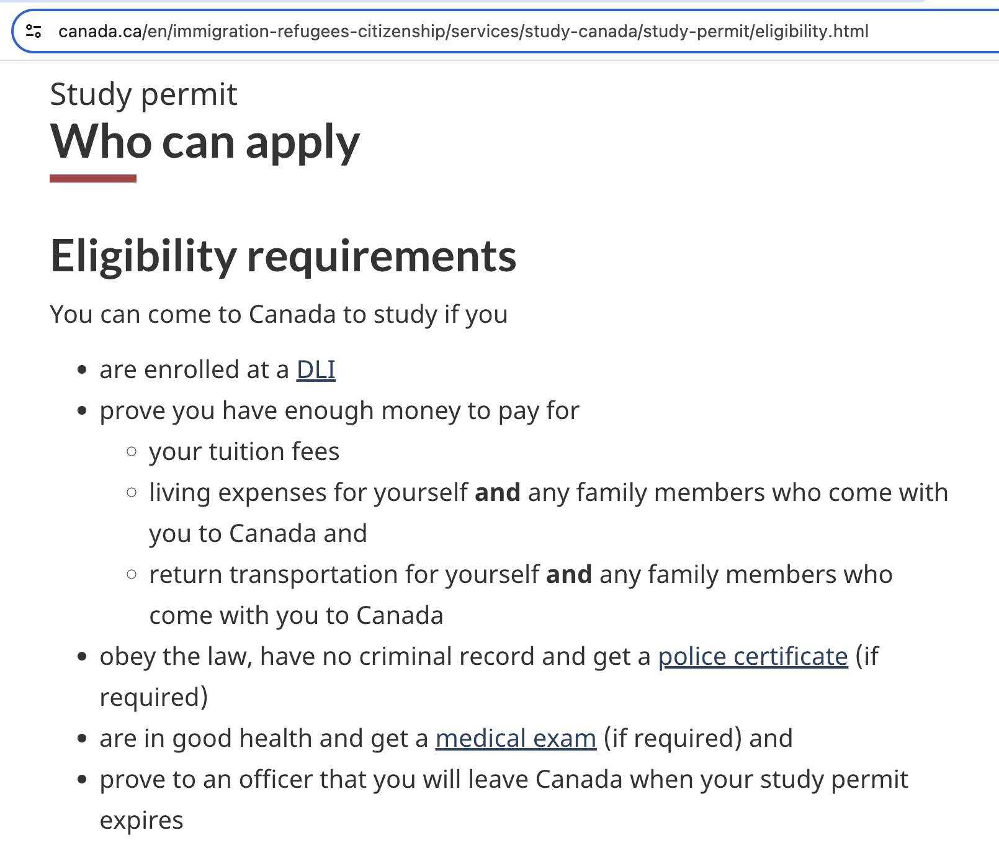 canada.ca/en/immigration-refugees-citizenship/services/study-canada/study-permit/eligibility.html
Study permit
Who can apply
Eligibility requirements
You can come to Canada to study if you
• are enrolled at a DLI
• prove you have enough money to pay for
○ your tuition fees
○ living expenses for yourself and any family members who come with
you to Canada and
○ return transportation for yourself and any family members who
come with you to Canada
• obey the law, have no criminal record and get a police certificate (if
required)
• are in good health and get a medical exam (if required) and
• prove to an officer that you will leave Canada when your study permit
expires